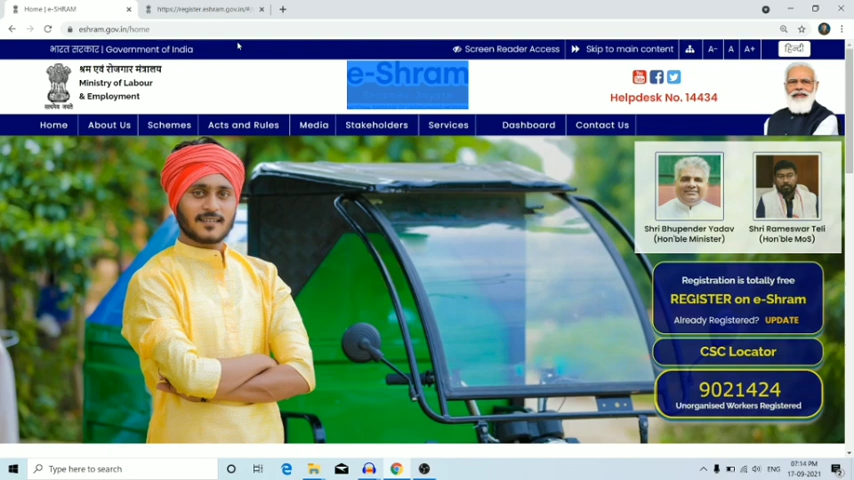 Home | e-SHRAM
https://register.eshram.gov.in/#/
eshram.gov.in/home
भारत सरकार | Government of India
Screen Reader Access
Skip to main content
A-
A
A+
हिन्दी
श्रम एवं रोजगार मंत्रालय
Ministry of Labour
& Employment
e-Shram
Helpdesk No. 14434
Home
About Us
Schemes
Acts and Rules
Media
Stakeholders
Services
Dashboard
Contact Us
Shri Bhupender Yadav
(Hon'ble Minister)
Shri Rameswar Teli
(Hon'ble MoS)
Registration is totally free
REGISTER on e-Shram
Already Registered? UPDATE
CSC Locator
9021424
Unorganised Workers Registered
Type here to search
ENG
07:14 PM
17-09-2021